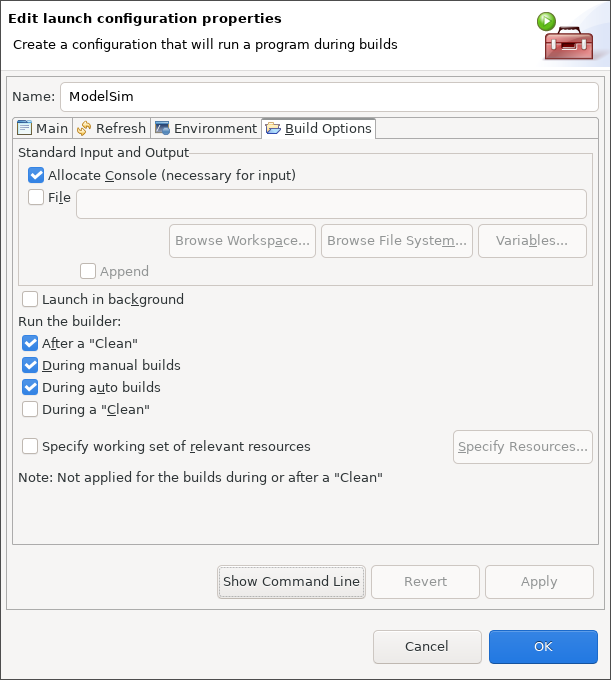 Edit launch configuration properties
Create a configuration that will run a program during builds
Name: ModelSim
Main Refresh Environment Build Options
Standard Input and Output
Allocate Console (necessary for input)
File
Browse Workspace... Browse File System... Variables...
Append
Launch in background
Run the builder:
After a "Clean"
During manual builds
During auto builds
During a "Clean"
Specify working set of relevant resources Specify Resources...
Note: Not applied for the builds during or after a "Clean"
Show Command Line Revert Apply
Cancel OK